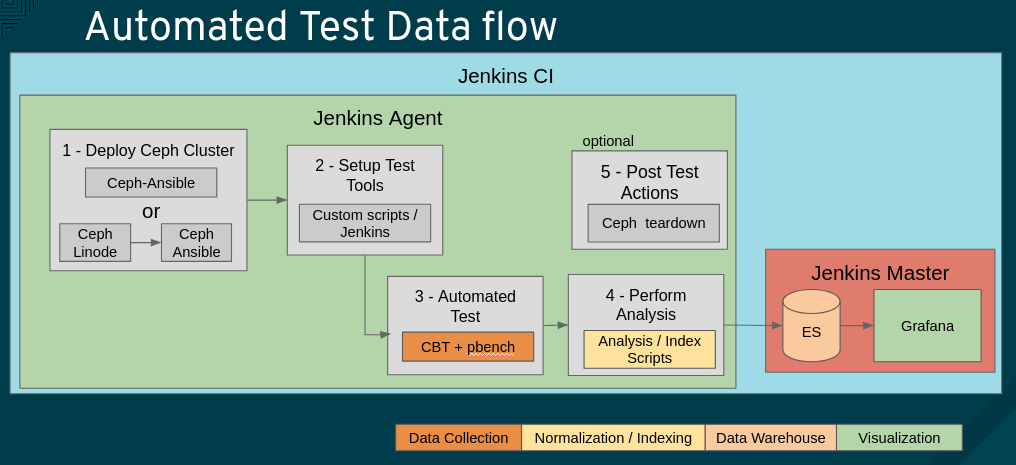 Automated Test Data flow
Jenkins CI
Jenkins Agent
1 - Deploy Ceph Cluster
Ceph-Ansible
or
Ceph
Linode
Ceph
Ansible
2 - Setup Test
Tools
Custom scripts /
Jenkins
3 - Automated
Test
CBT + pbench
4 - Perform
Analysis
Analysis / Index
Scripts
optional
5 - Post Test
Actions
Ceph teardown
Jenkins Master
ES
Grafana
Data Collection
Normalization / Indexing
Data Warehouse
Visualization